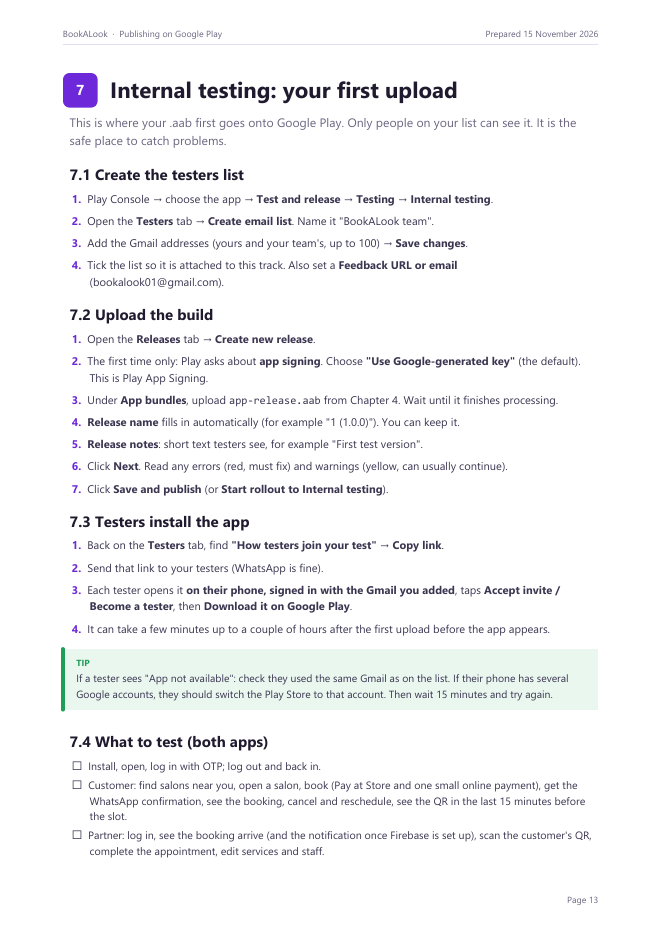 BookALook · Publishing on Google Play
Prepared 15 November 2026
7
Internal testing: your first upload
This is where your .aab first goes onto Google Play. Only people on your list can see it. It is the
safe place to catch problems.
7.1 Create the testers list
1. Play Console → choose the app → Test and release → Testing → Internal testing.
2. Open the Testers tab → Create email list. Name it "BookALook team".
3. Add the Gmail addresses (yours and your team's, up to 100) → Save changes.
4. Tick the list so it is attached to this track. Also set a Feedback URL or email
(bookalook01@gmail.com).
7.2 Upload the build
1. Open the Releases tab → Create new release.
2. The first time only: Play asks about app signing. Choose "Use Google-generated key" (the default).
This is Play App Signing.
3. Under App bundles, upload app-release.aab from Chapter 4. Wait until it finishes processing.
4. Release name fills in automatically (for example "1 (1.0.0)"). You can keep it.
5. Release notes: short text testers see, for example "First test version".
6. Click Next. Read any errors (red, must fix) and warnings (yellow, can usually continue).
7. Click Save and publish (or Start rollout to Internal testing).
7.3 Testers install the app
1. Back on the Testers tab, find "How testers join your test" → Copy link.
2. Send that link to your testers (WhatsApp is fine).
3. Each tester opens it on their phone, signed in with the Gmail you added, taps Accept invite /
Become a tester, then Download it on Google Play.
4. It can take a few minutes up to a couple of hours after the first upload before the app appears.
TIP
If a tester sees "App not available": check they used the same Gmail as on the list. If their phone has several
Google accounts, they should switch the Play Store to that account. Then wait 15 minutes and try again.
7.4 What to test (both apps)
☐ Install, open, log in with OTP; log out and back in.
☐ Customer: find salons near you, open a salon, book (Pay at Store and one small online payment), get the
WhatsApp confirmation, see the booking, cancel and reschedule, see the QR in the last 15 minutes before
the slot.
☐ Partner: log in, see the booking arrive (and the notification once Firebase is set up), scan the customer's QR,
complete the appointment, edit services and staff.
Page 13